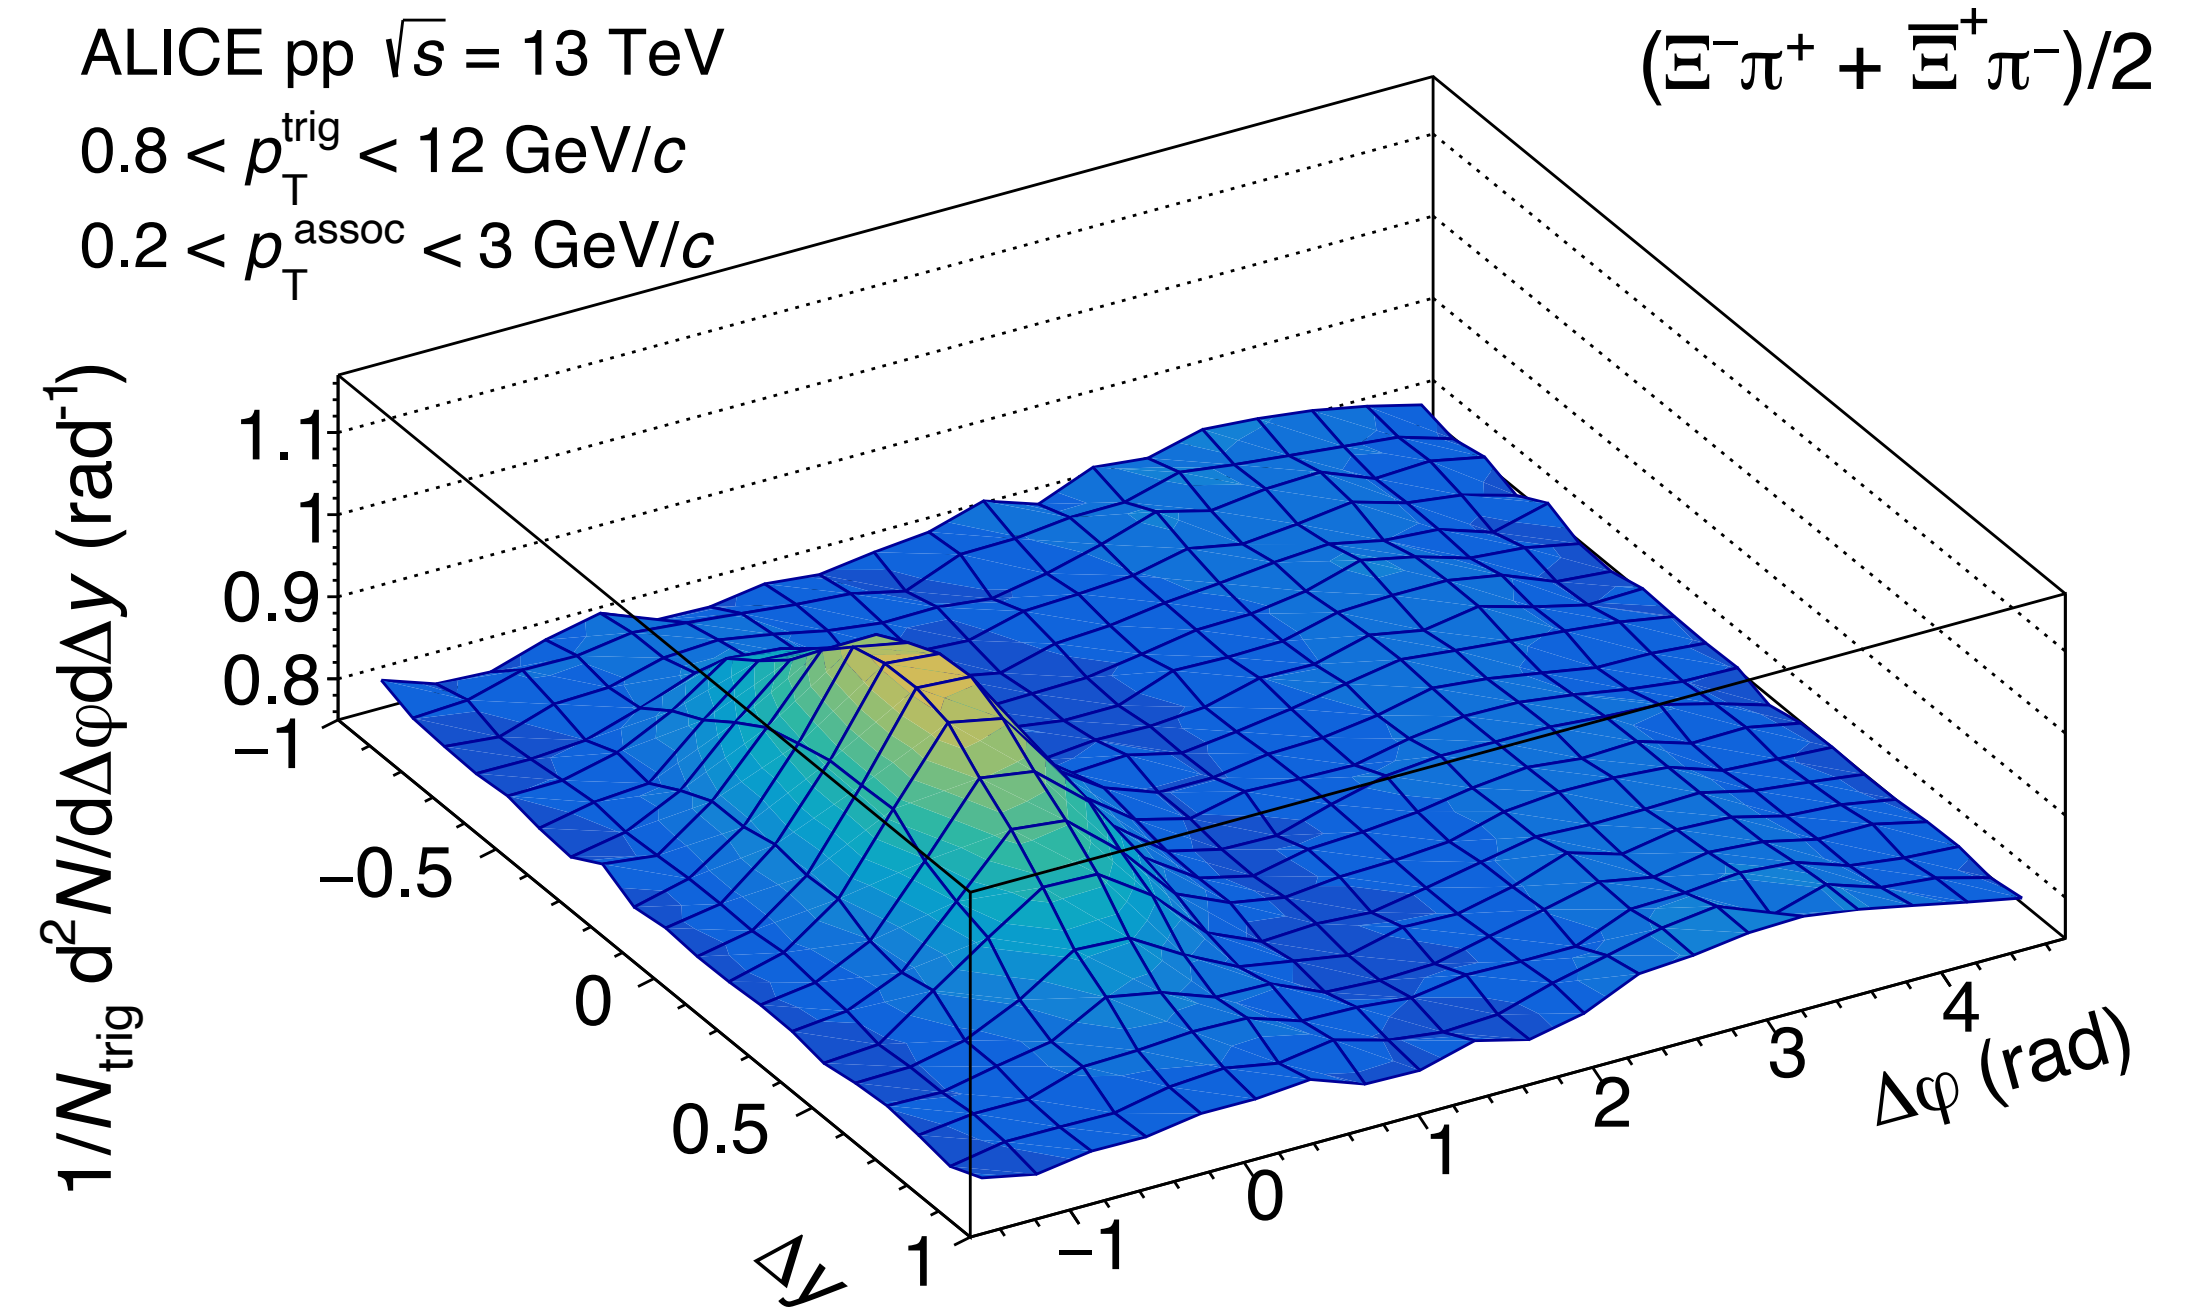 ALICE pp √s = 13 TeV
(Ξ⁻π⁺ + Ξ̅⁺π⁻)/2
0.8 < p_T^trig < 12 GeV/c
0.2 < p_T^assoc < 3 GeV/c
1/N_trig d²N/dΔφdΔy (rad⁻¹)
1.1
1
0.9
0.8
−1
−0.5
0
0.5
1
Δy
−1
0
1
2
3
4
Δφ (rad)